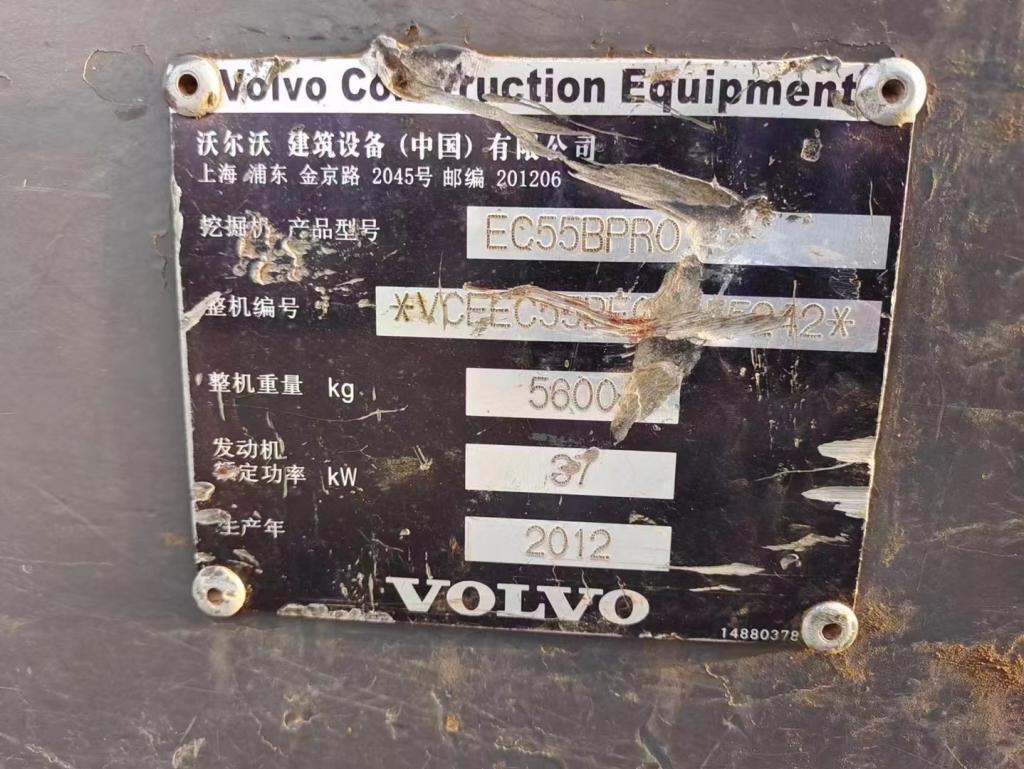 Volvo Construction Equipment
沃尔沃 建筑设备（中国）有限公司
上海 浦东 金京路 2045号 邮编 201206
挖掘机 产品型号 EC55BPRO
整机编号
整机重量 kg 5600
发动机
额定功率 kW 37
生产年 2012
VOLVO
14880378